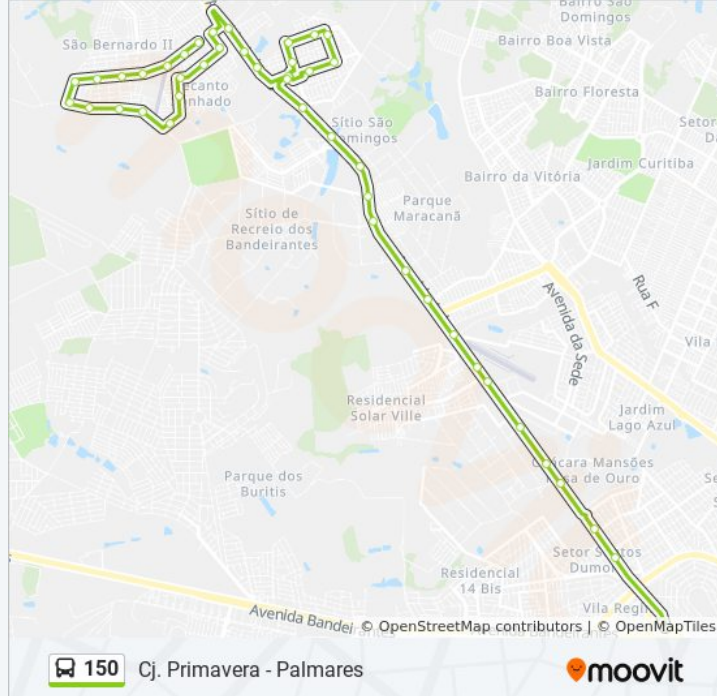 Bairro São
Domingos
São Bernardo II
Bairro Boa Vista
Bairro Floresta
Sítio São
Jardim Curitiba
Bairro da Vitória
Parque
Maracanã
Sítio de
Recreio dos
Bandeirantes
Rua F
Avenida da Sede
Vila
Residencial
Solar Ville
Jardim
Lago Azul
Parque dos
Buritis
Residencial
14 Bis
Vila Regin
Avenida Bandei
© OpenStreetMap contributors | © OpenMapTiles
150 Cj. Primavera - Palmares
moovit